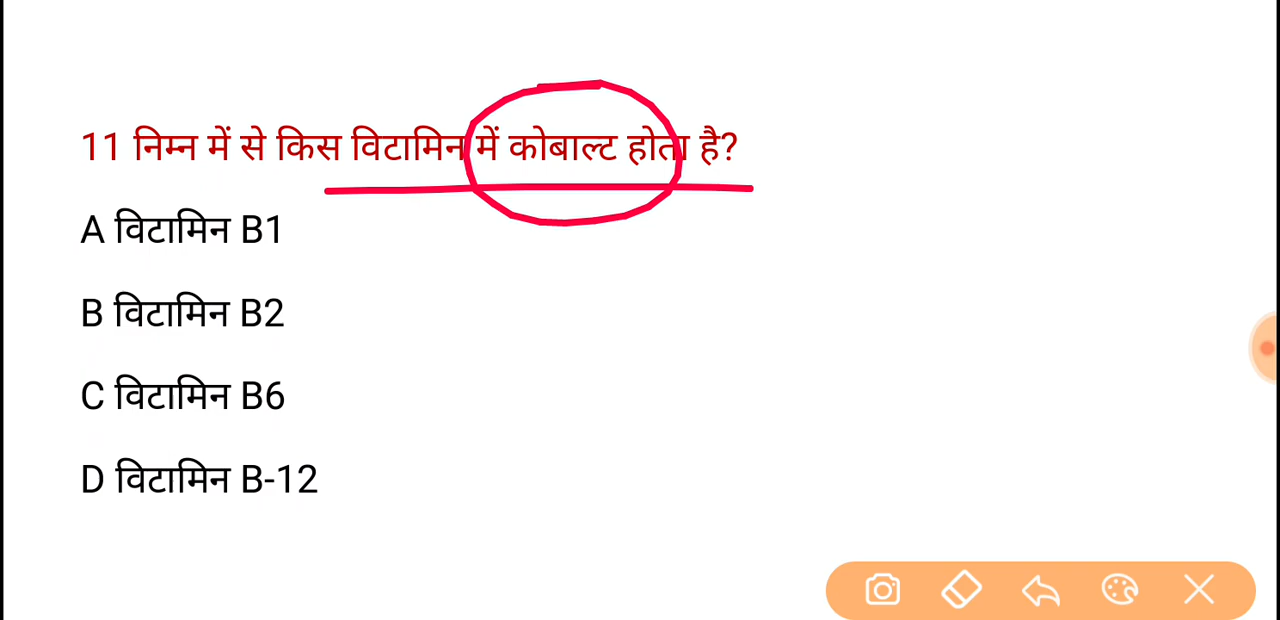 11 निम्न में से किस विटामिन में कोबाल्ट होता है?
A विटामिन B1
B विटामिन B2
C विटामिन B6
D विटामिन B-12